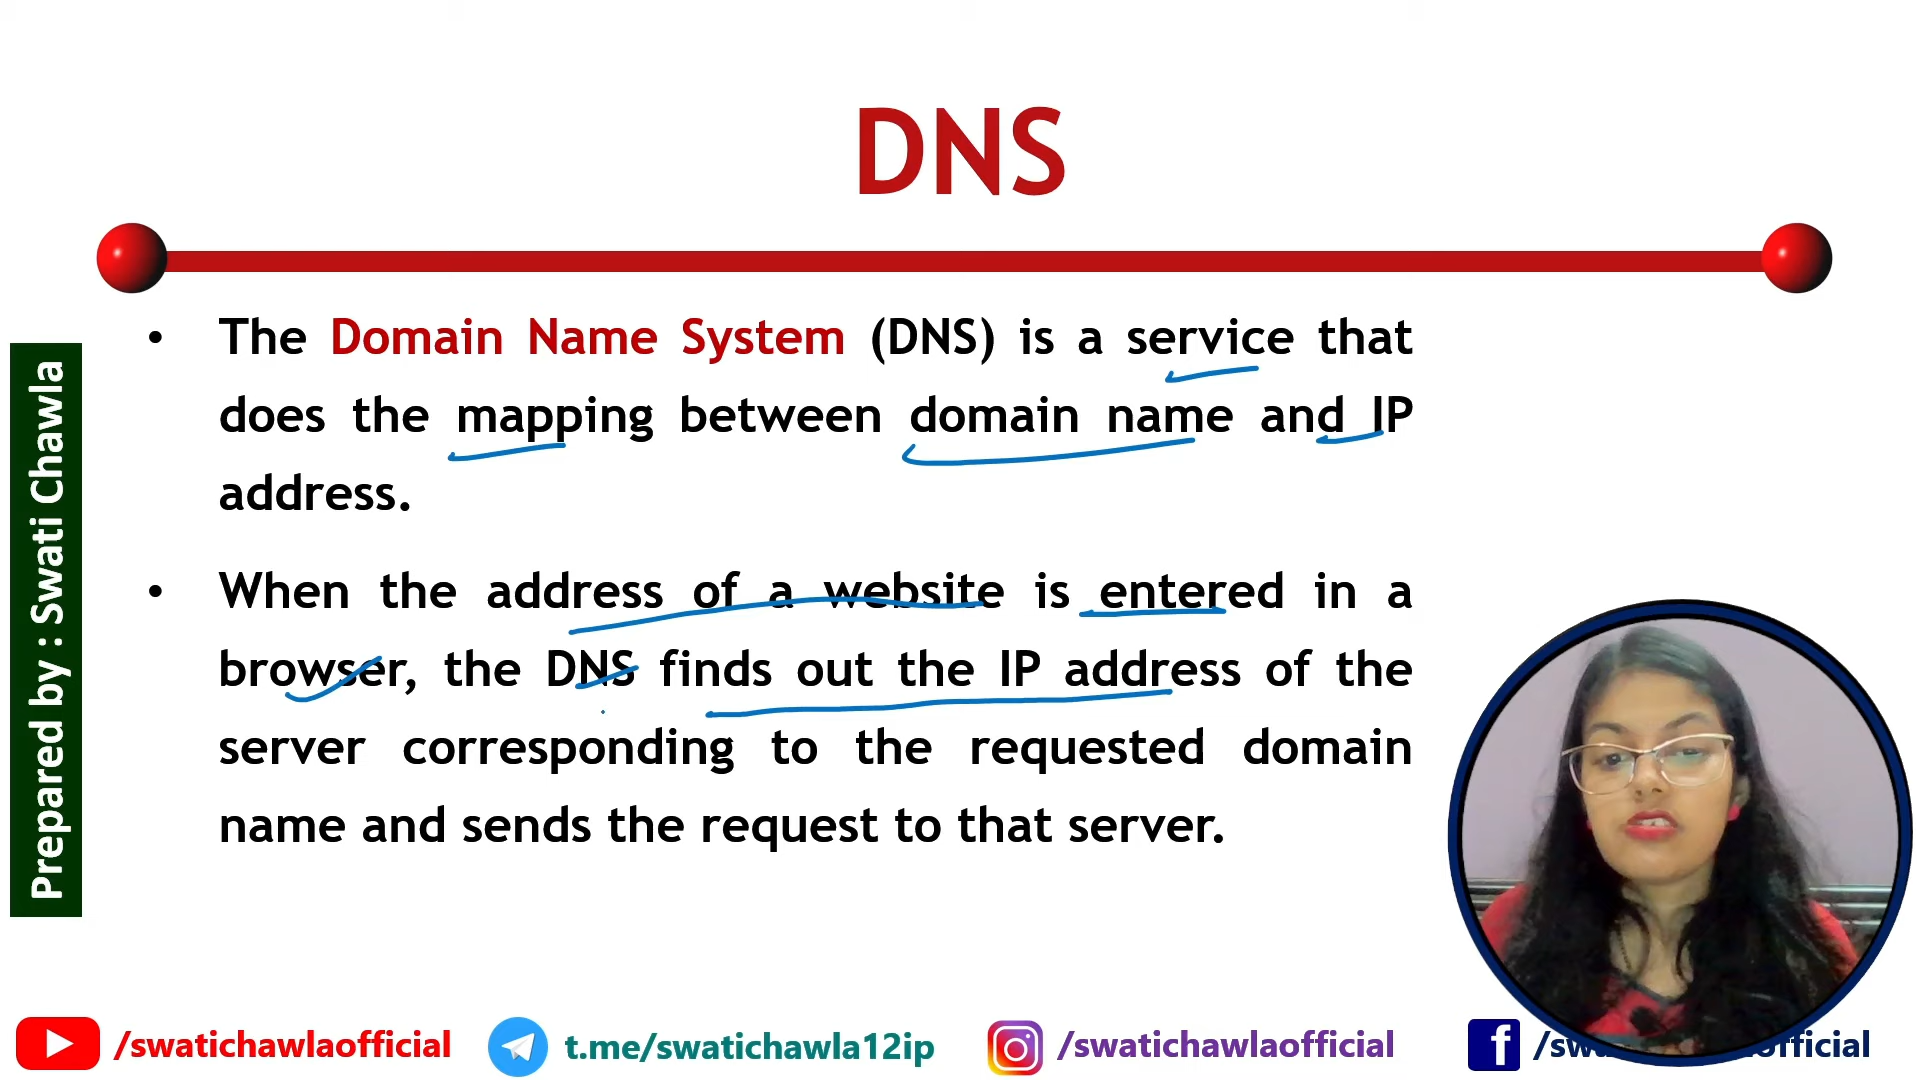 DNS
• The Domain Name System (DNS) is a service that
does the mapping between domain name and IP
address.
• When the address of a website is entered in a
browser, the DNS finds out the IP address of the
server corresponding to the requested domain
name and sends the request to that server.
Prepared by : Swati Chawla
/swatichawlaofficial
t.me/swatichawla12ip
/swatichawlaofficial